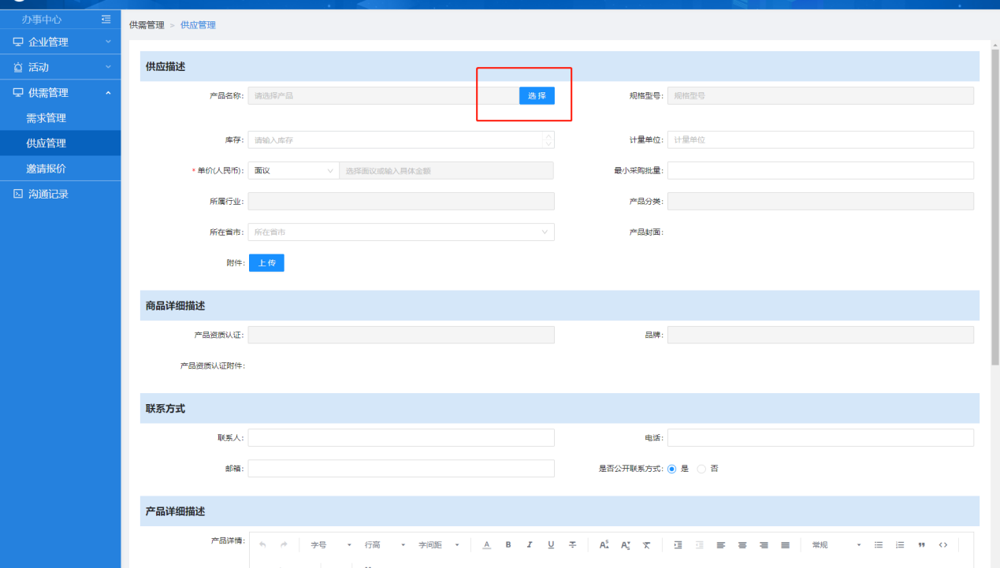 办事中心
企业管理
活动
供需管理
需求管理
供应管理
邀请报价
沟通记录
供需管理 > 供应管理
供应描述
产品名称: 请选择产品 选择 规格型号: 规格型号
库存: 请输入库存 计量单位: 计量单位
* 单价(人民币): 面议 选择面议或输入具体金额 最小采购批量:
所属行业: 产品分类:
所在省市: 所在省市 产品封面:
附件: 上传
商品详细描述
产品资质认证: 品牌:
产品资质认证附件:
联系方式
联系人: 电话:
邮箱: 是否公开联系方式: 是 否
产品详细描述
产品详情: 字号 行高 字间距 A B I U 常规